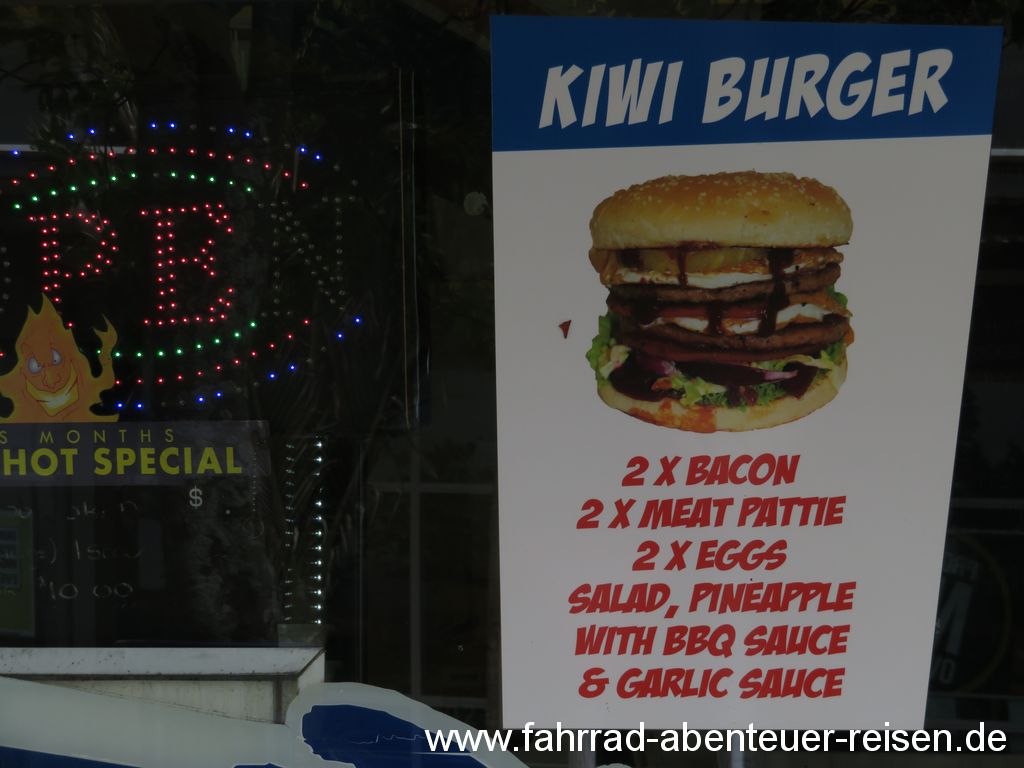 KIWI BURGER
2 X BACON
2 X MEAT PATTIE
2 X EGGS
SALAD, PINEAPPLE
WITH BBQ SAUCE
& GARLIC SAUCE
OPEN
S MONTHS
HOT SPECIAL
$
10 00
www.fahrrad-abenteuer-reisen.de